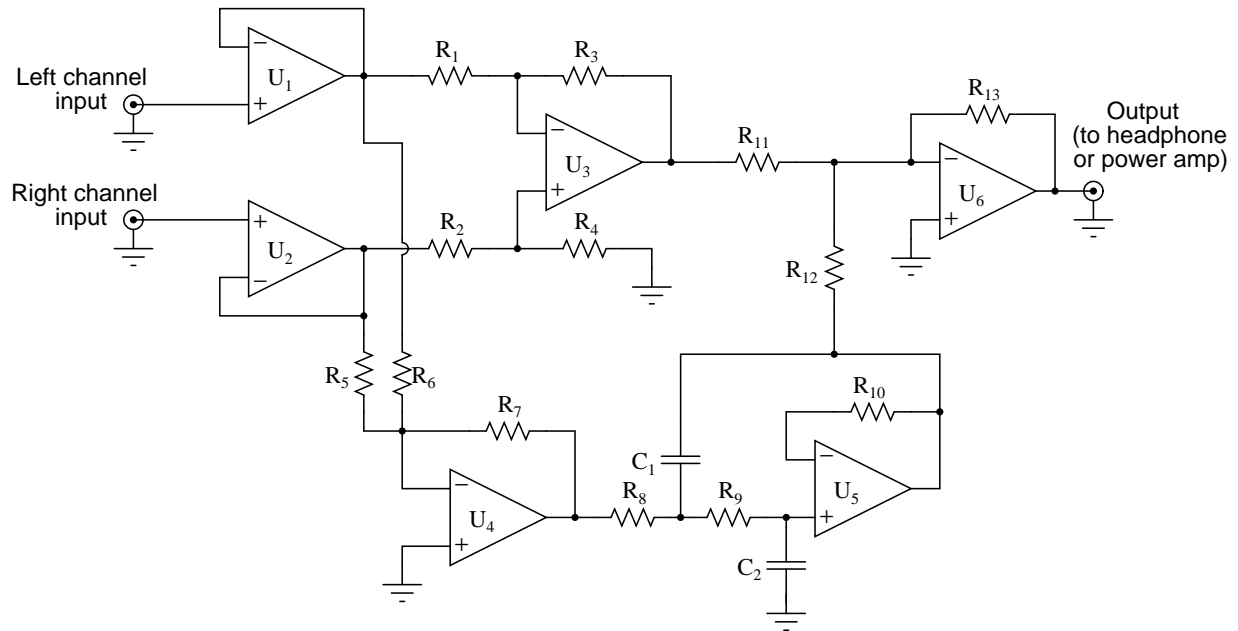 Left channel
input
Right channel
input
U₁
R₁
R₃
U₃
R₂
R₄
U₂
R₁₁
R₁₃
U₆
Output
(to headphone
or power amp)
R₁₂
R₅
R₆
R₇
U₄
R₈
C₁
R₉
R₁₀
U₅
C₂
− + + − − + − + − + − +